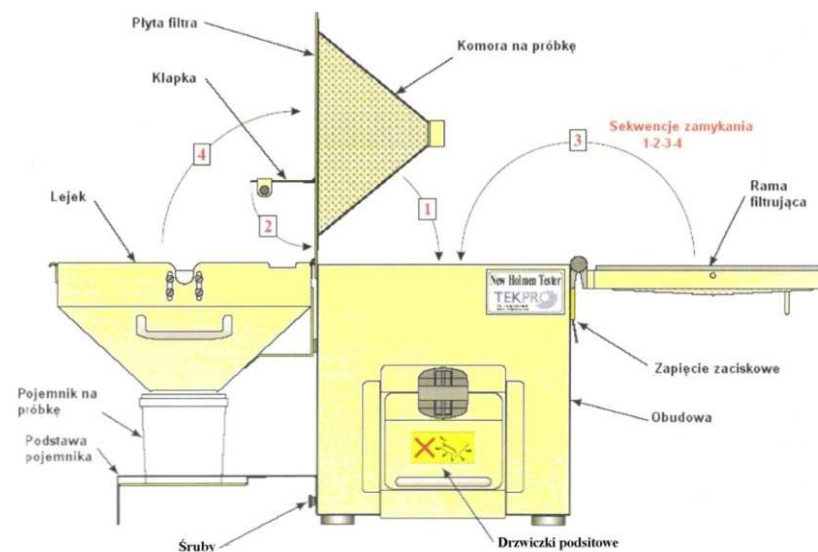 Płyta filtra
Komora na próbkę
Klapka
4
3
Sekwencje zamykania
1-2-3-4
1
2
Rama
filtrująca
Lejek
New Holmen Tester
TEKPRO
Zapięcie zaciskowe
Pojemnik na
próbkę
Obudowa
Podstawa
pojemnika
Śruby
Drzwiczki podsitowe